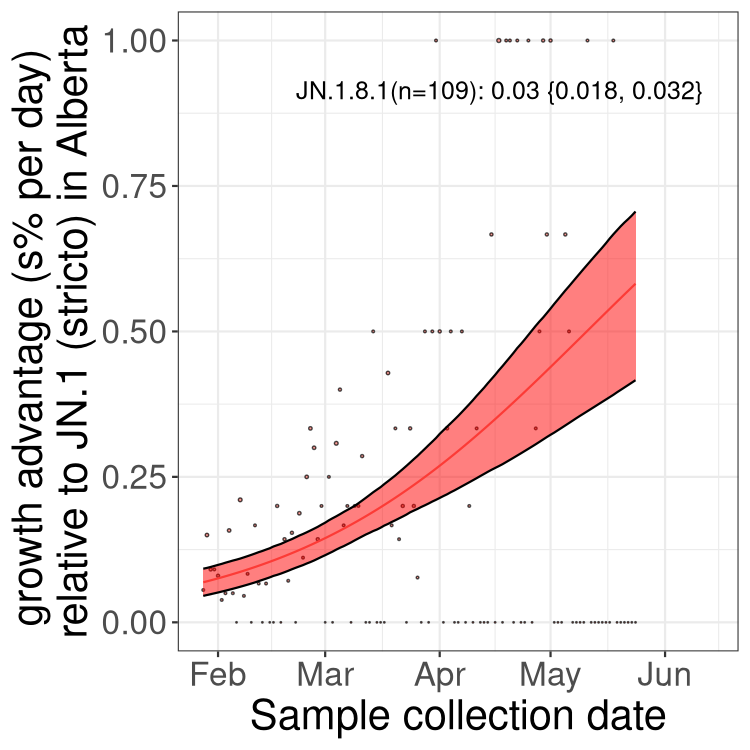 growth advantage (s% per day)
relative to JN.1 (stricto) in Alberta
1.00
0.75
0.50
0.25
0.00
JN.1.8.1(n=109): 0.03 {0.018, 0.032}
Feb Mar Apr May Jun
Sample collection date